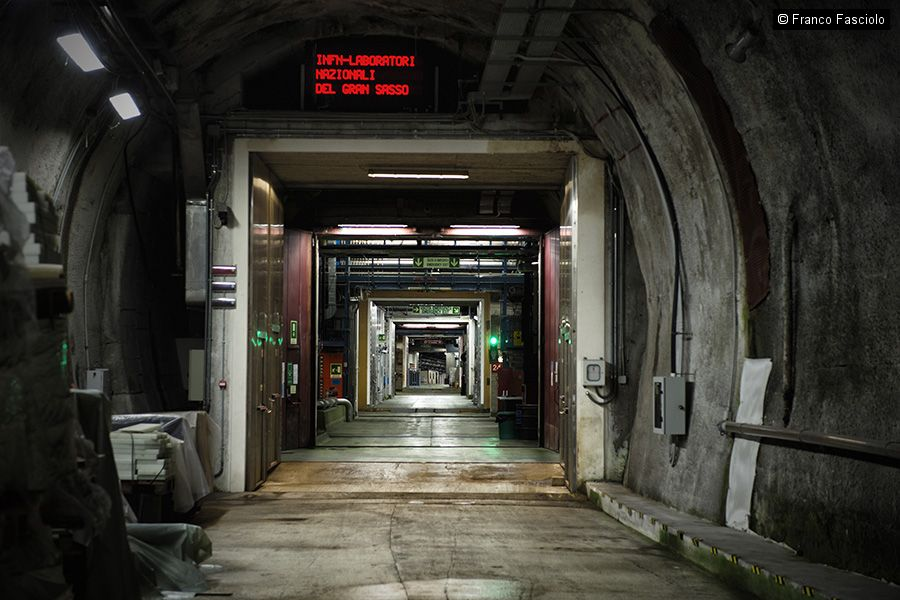 © Franco Fasciolo
INFN-LABORATORI
NAZIONALI
DEL GRAN SASSO